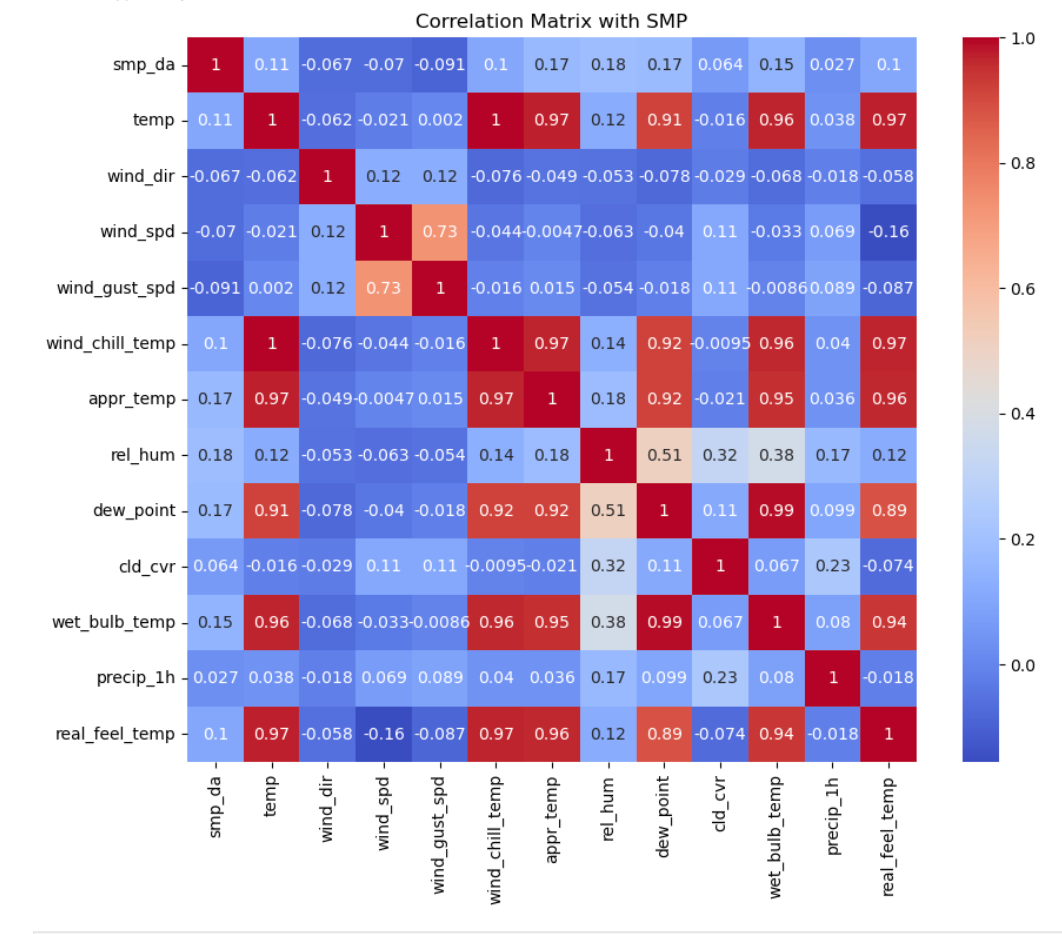 Correlation Matrix with SMP
smp_da 1 0.11 -0.067 -0.07 -0.091 0.1 0.17 0.18 0.17 0.064 0.15 0.027 0.1
temp 0.11 1 -0.062 -0.021 0.002 1 0.97 0.12 0.91 -0.016 0.96 0.038 0.97
wind_dir -0.067 -0.062 1 0.12 0.12 -0.076 -0.049 -0.053 -0.078 -0.029 -0.068 -0.018 -0.058
wind_spd -0.07 -0.021 0.12 1 0.73 -0.044 -0.0047 -0.063 -0.04 0.11 -0.033 0.069 -0.16
wind_gust_spd -0.091 0.002 0.12 0.73 1 -0.016 0.015 -0.054 -0.018 0.11 -0.0086 0.089 -0.087
wind_chill_temp 0.1 1 -0.076 -0.044 -0.016 1 0.97 0.14 0.92 -0.0095 0.96 0.04 0.97
appr_temp 0.17 0.97 -0.049 -0.0047 0.015 0.97 1 0.18 0.92 -0.021 0.95 0.036 0.96
rel_hum 0.18 0.12 -0.053 -0.063 -0.054 0.14 0.18 1 0.51 0.32 0.38 0.17 0.12
dew_point 0.17 0.91 -0.078 -0.04 -0.018 0.92 0.92 0.51 1 0.11 0.99 0.099 0.89
cld_cvr 0.064 -0.016 -0.029 0.11 0.11 -0.0095 -0.021 0.32 0.11 1 0.067 0.23 -0.074
wet_bulb_temp 0.15 0.96 -0.068 -0.033 -0.0086 0.96 0.95 0.38 0.99 0.067 1 0.08 0.94
precip_1h 0.027 0.038 -0.018 0.069 0.089 0.04 0.036 0.17 0.099 0.23 0.08 1 -0.018
real_feel_temp 0.1 0.97 -0.058 -0.16 -0.087 0.97 0.96 0.12 0.89 -0.074 0.94 -0.018 1
smp_da temp wind_dir wind_spd wind_gust_spd wind_chill_temp appr_temp rel_hum dew_point cld_cvr wet_bulb_temp precip_1h real_feel_temp
1.0
0.8
0.6
0.4
0.2
0.0